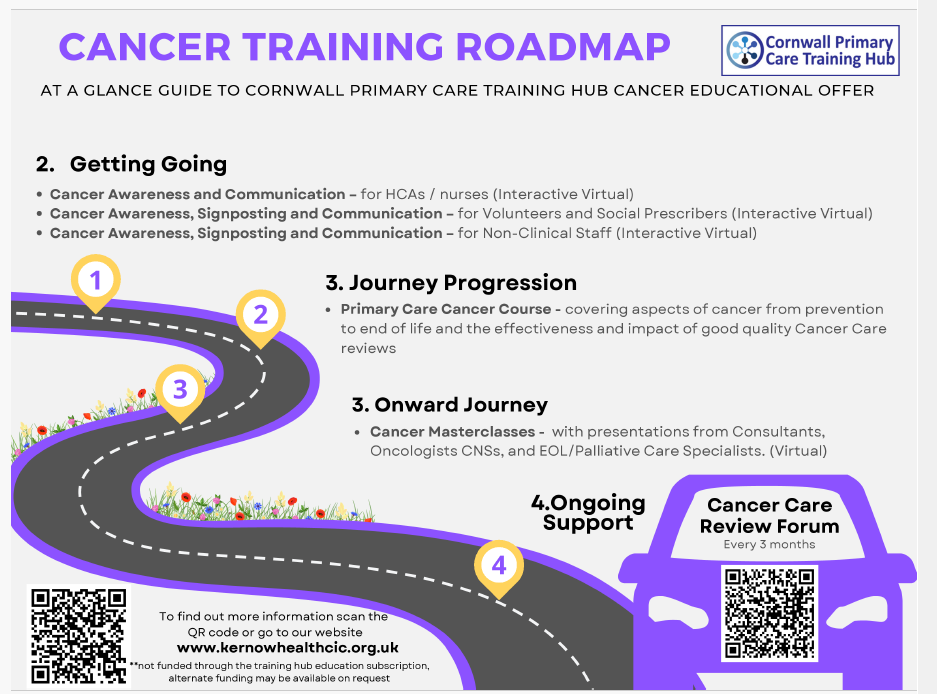 CANCER TRAINING ROADMAP
Cornwall Primary
Care Training Hub
AT A GLANCE GUIDE TO CORNWALL PRIMARY CARE TRAINING HUB CANCER EDUCATIONAL OFFER
2. Getting Going
• Cancer Awareness and Communication – for HCAs / nurses (Interactive Virtual)
• Cancer Awareness, Signposting and Communication – for Volunteers and Social Prescribers (Interactive Virtual)
• Cancer Awareness, Signposting and Communication – for Non-Clinical Staff (Interactive Virtual)
1
2
3
3. Journey Progression
• Primary Care Cancer Course - covering aspects of cancer from prevention
to end of life and the effectiveness and impact of good quality Cancer Care
reviews
3. Onward Journey
• Cancer Masterclasses - with presentations from Consultants,
Oncologists CNSs, and EOL/Palliative Care Specialists. (Virtual)
4.Ongoing
Support
Cancer Care
Review Forum
Every 3 months
4
To find out more information scan the
QR code or go to our website
www.kernowhealthcic.org.uk
**not funded through the training hub education subscription,
alternate funding may be available on request